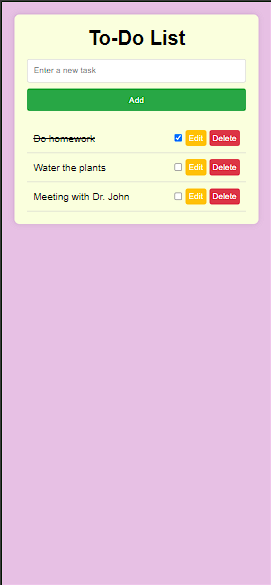 To-Do List
Enter a new task
Add
Do homework Edit Delete
Water the plants Edit Delete
Meeting with Dr. John Edit Delete